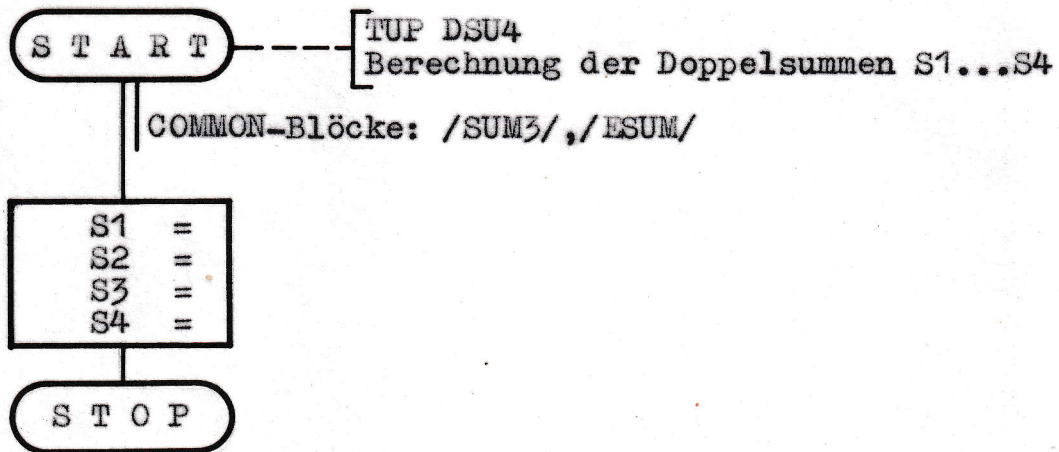 S T A R T
TUP DSU4
Berechnung der Doppelsummen S1...S4
COMMON-Blöcke: /SUM3/,/ESUM/
S1 =
S2 =
S3 =
S4 =
S T O P